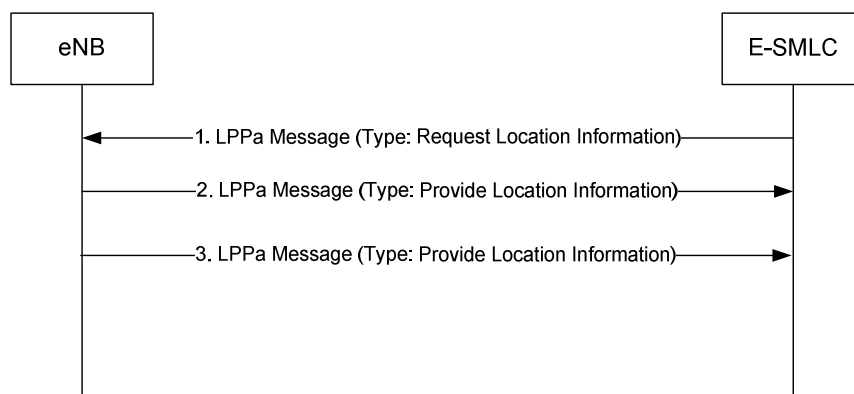 eNB
E-SMLC
1. LPPa Message (Type: Request Location Information)
2. LPPa Message (Type: Provide Location Information)
3. LPPa Message (Type: Provide Location Information)